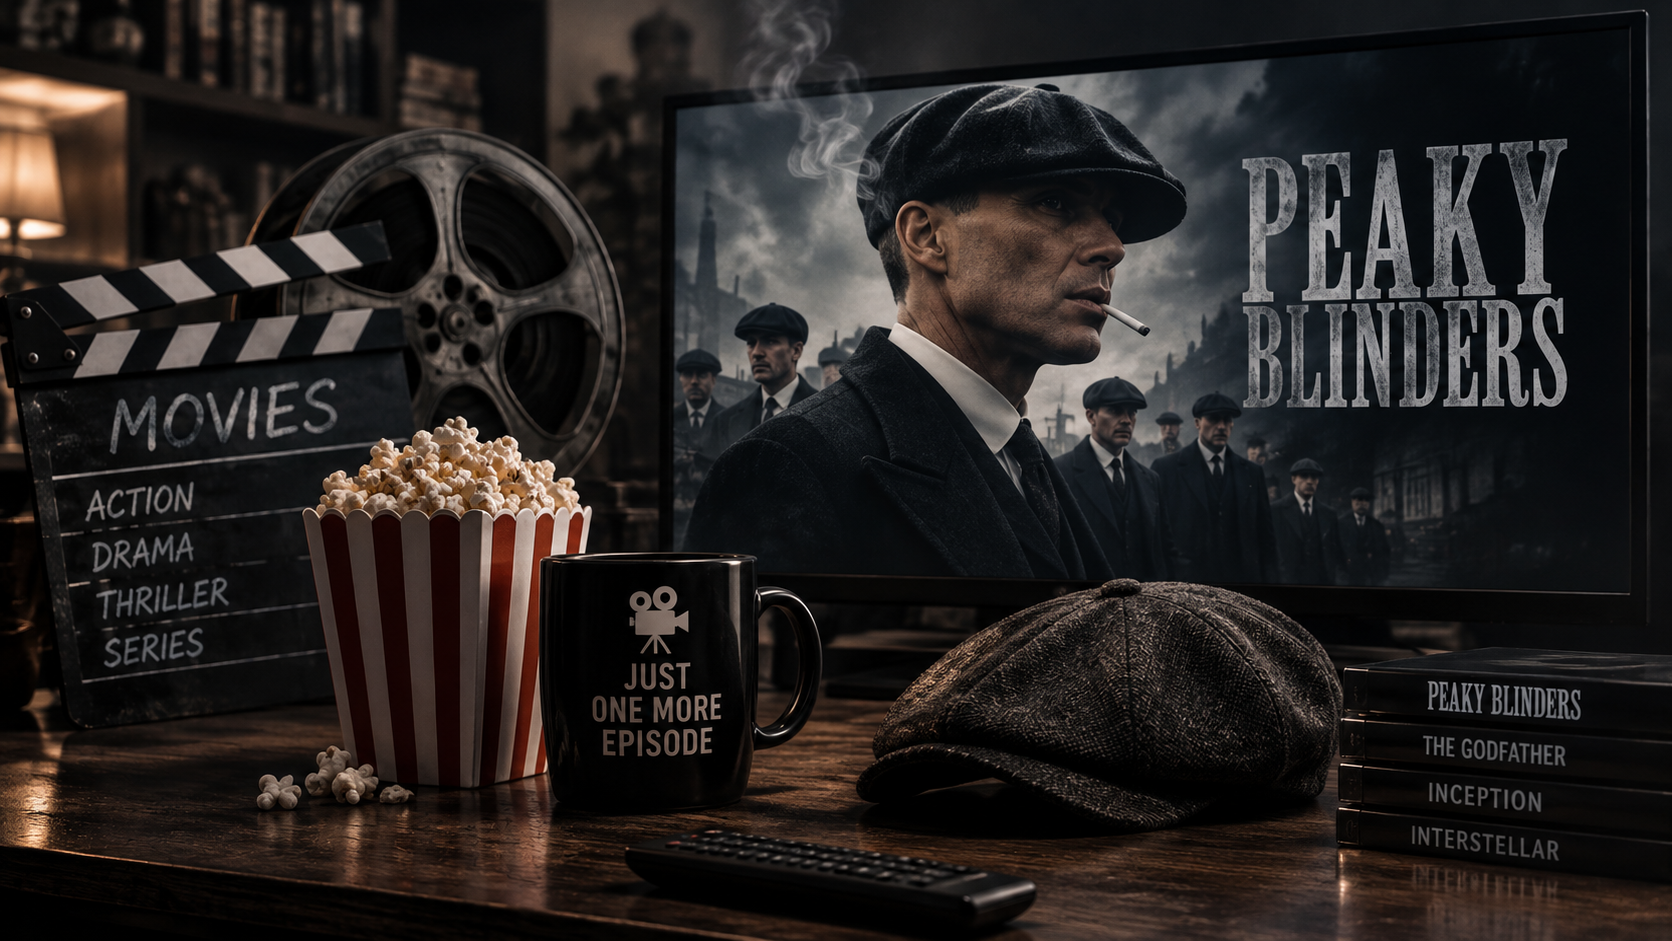 MOVIES
ACTION
DRAMA
THRILLER
SERIES
JUST
ONE MORE
EPISODE
PEAKY
BLINDERS
PEAKY BLINDERS
THE GODFATHER
INCEPTION
INTERSTELLAR